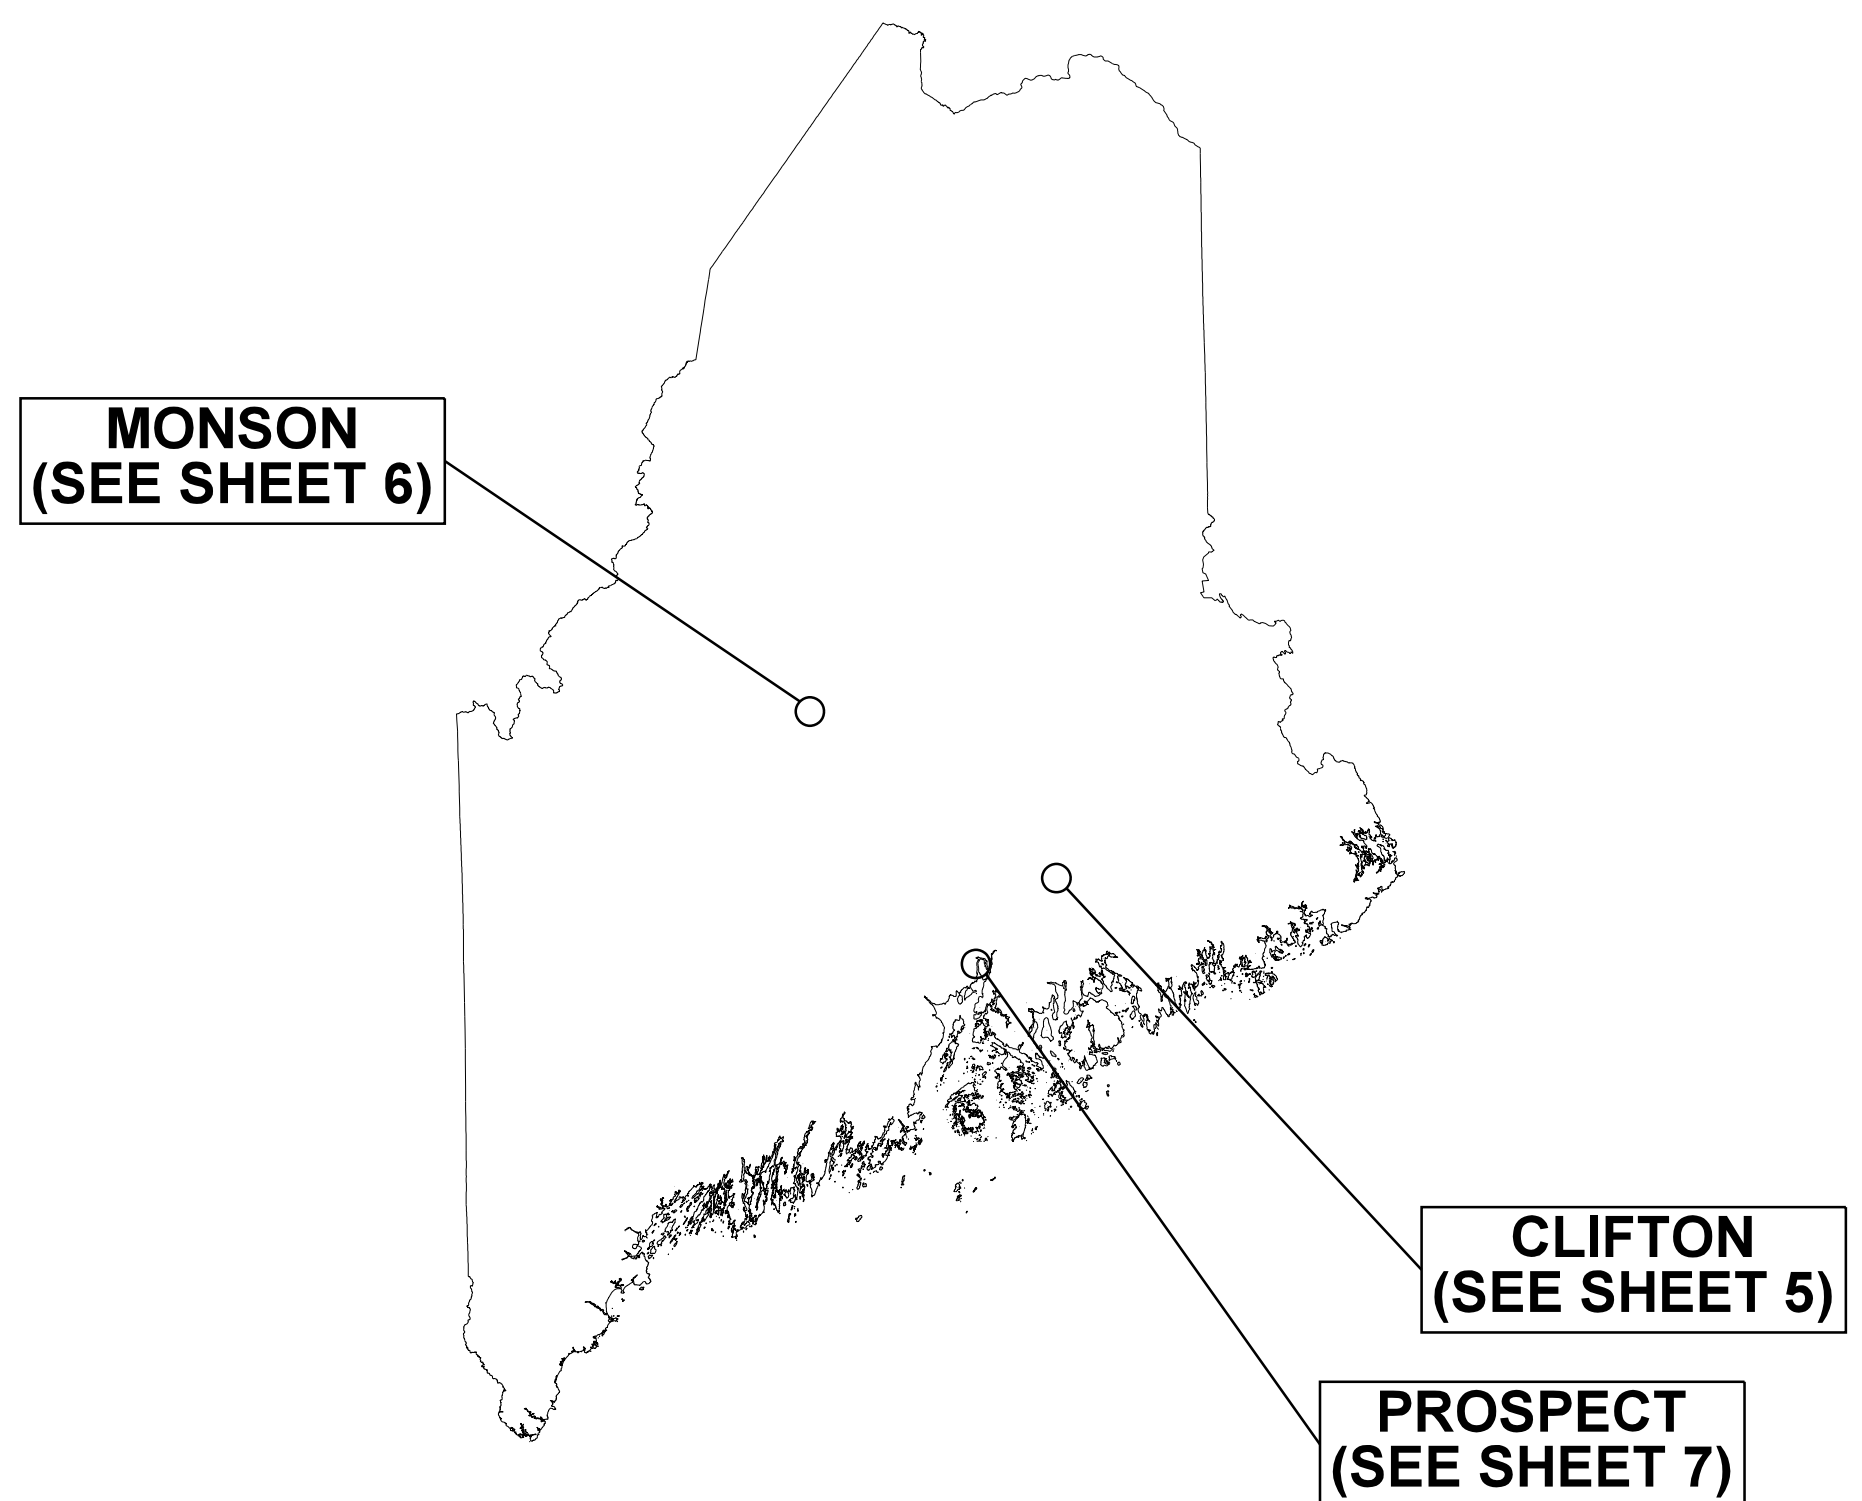 MONSON
(SEE SHEET 6)
CLIFTON
(SEE SHEET 5)
PROSPECT
(SEE SHEET 7)